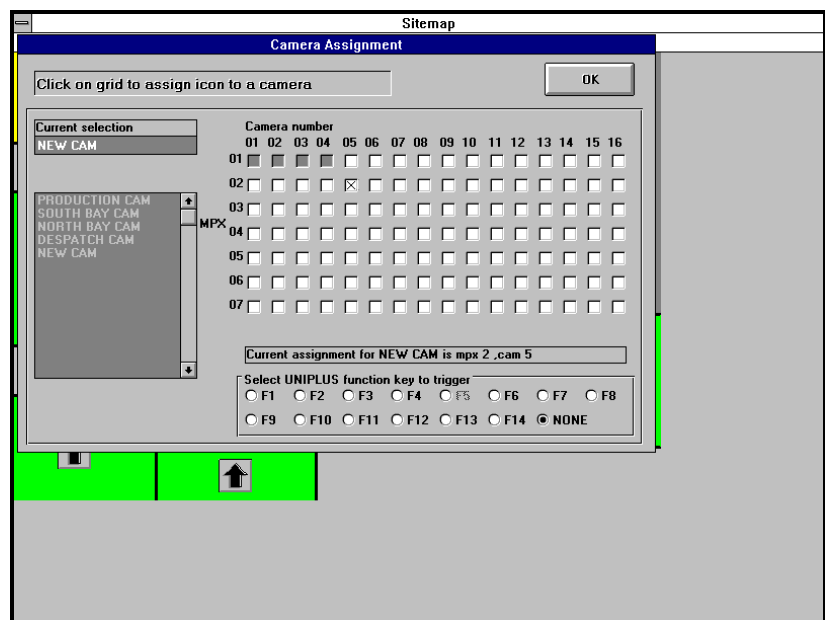 Sitemap
Camera Assignment
Click on grid to assign icon to a camera
OK
Current selection
NEW CAM
Camera number
01 02 03 04 05 06 07 08 09 10 11 12 13 14 15 16
01
02
03
MPX
04
05
06
07
PRODUCTION CAM
SOUTH BAY CAM
NORTH BAY CAM
DESPATCH CAM
NEW CAM
Current assignment for NEW CAM is mpx 2 ,cam 5
Select UNIPLUS function key to trigger
F1 F2 F3 F4 F5 F6 F7 F8
F9 F10 F11 F12 F13 F14 NONE